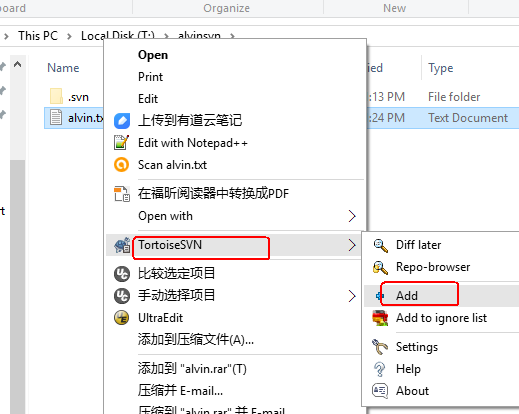 Organize
New
This PC > Local Disk (T:) > alvinsvn >
Name
ied
Type
.svn
:13 PM
File folder
alvin.tx
:24 PM
Text Document
Open
Print
Edit
上传到有道云笔记
Edit with Notepad++
Scan alvin.txt
在福昕阅读器中转换成PDF
Open with
TortoiseSVN
比较选定项目
手动选择项目
UltraEdit
添加到压缩文件(A)...
添加到 "alvin.rar"(T)
压缩并 E-mail...
压缩到 "alvin.rar" 并 E-mail
rt
Diff later
Repo-browser
Add
Add to ignore list
Settings
Help
About